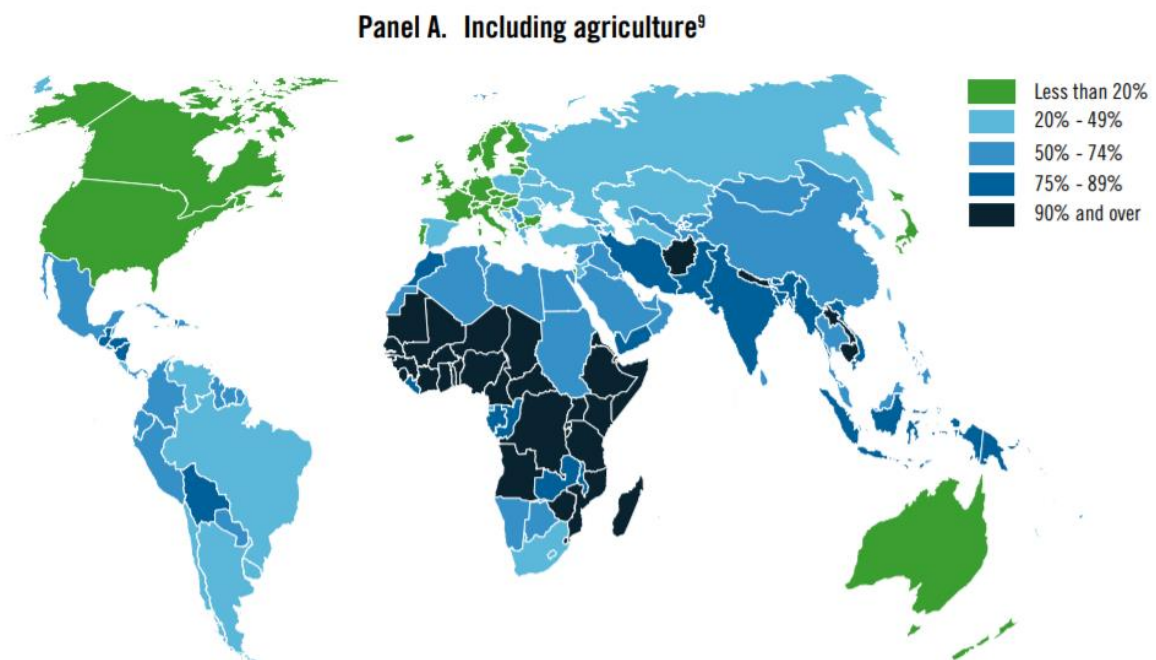 Panel A. Including agriculture⁹
Less than 20%
20% - 49%
50% - 74%
75% - 89%
90% and over